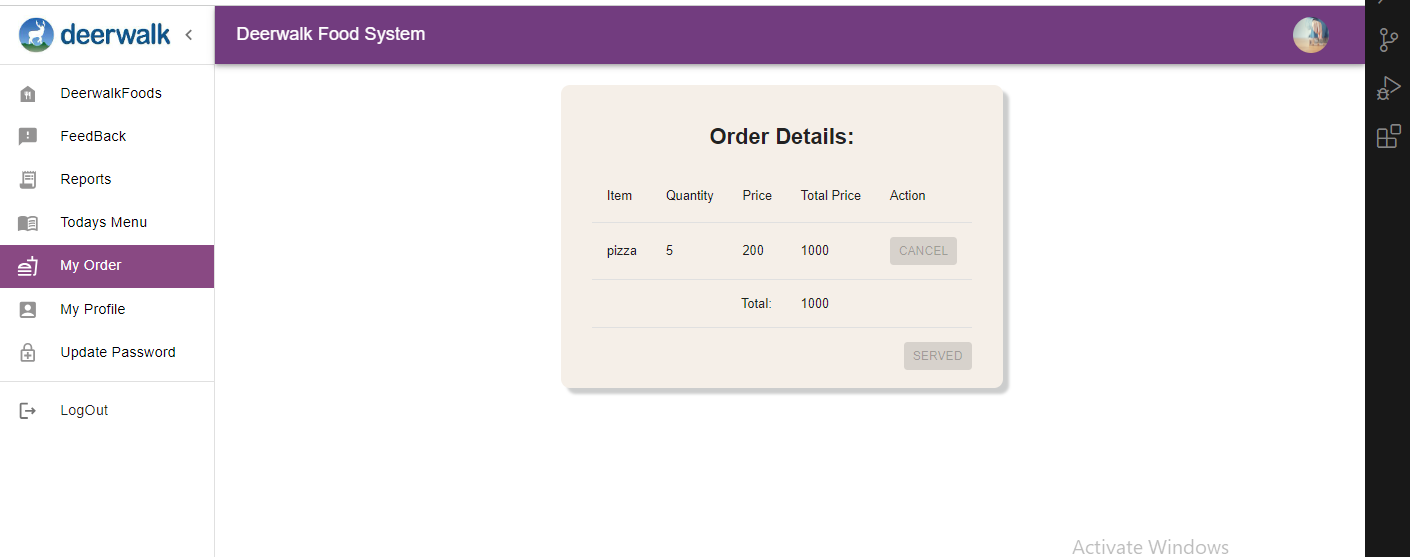 deerwalk
Deerwalk Food System
DeerwalkFoods
FeedBack
Reports
Todays Menu
My Order
My Profile
Update Password
LogOut
Order Details:
Item Quantity Price Total Price Action
pizza 5 200 1000 CANCEL
Total: 1000
SERVED
Activate Windows